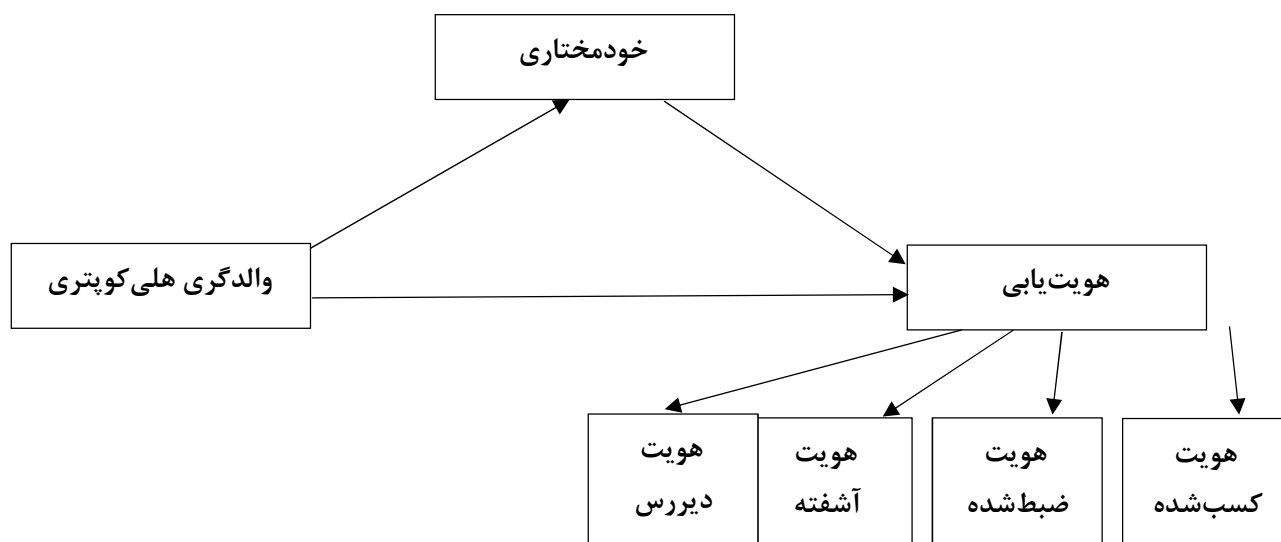 خودمختاری
والدگری هلی‌کوپتری
هویت‌یابی
هویت
کسب‌شده
هویت
ضبط‌شده
هویت
آشفته
هویت
دیررس